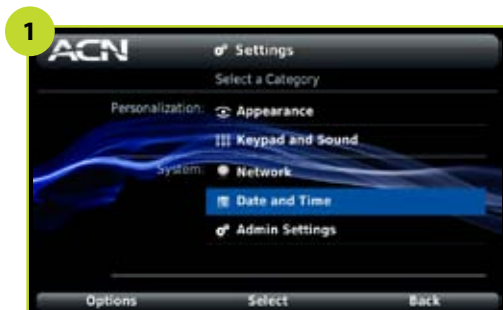 1
ACN
Settings
Select a Category
Personalization: Appearance
Keypad and Sound
System: Network
Date and Time
Admin Settings
Options Select Back